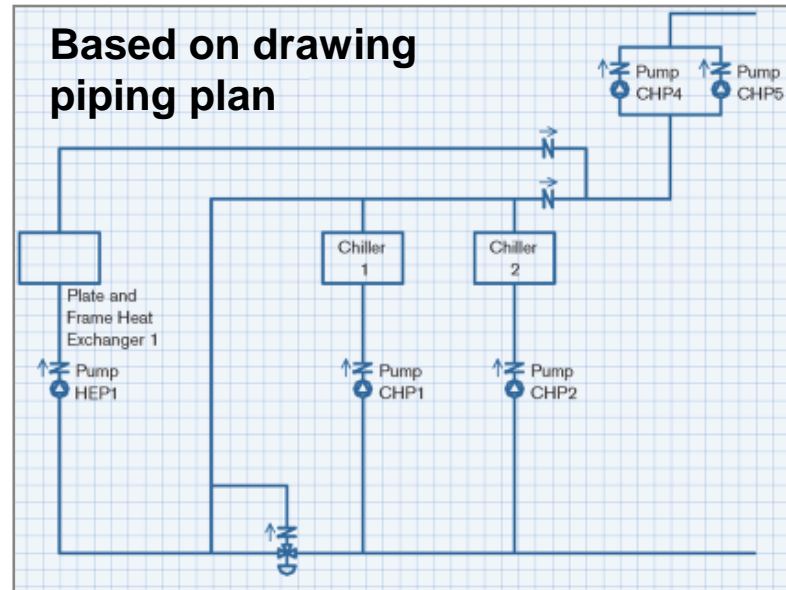 Based on drawing
piping plan
Pump
CHP4
Pump
CHP5
Chiller
1
Chiller
2
Plate and
Frame Heat
Exchanger 1
Pump
HEP1
Pump
CHP1
Pump
CHP2